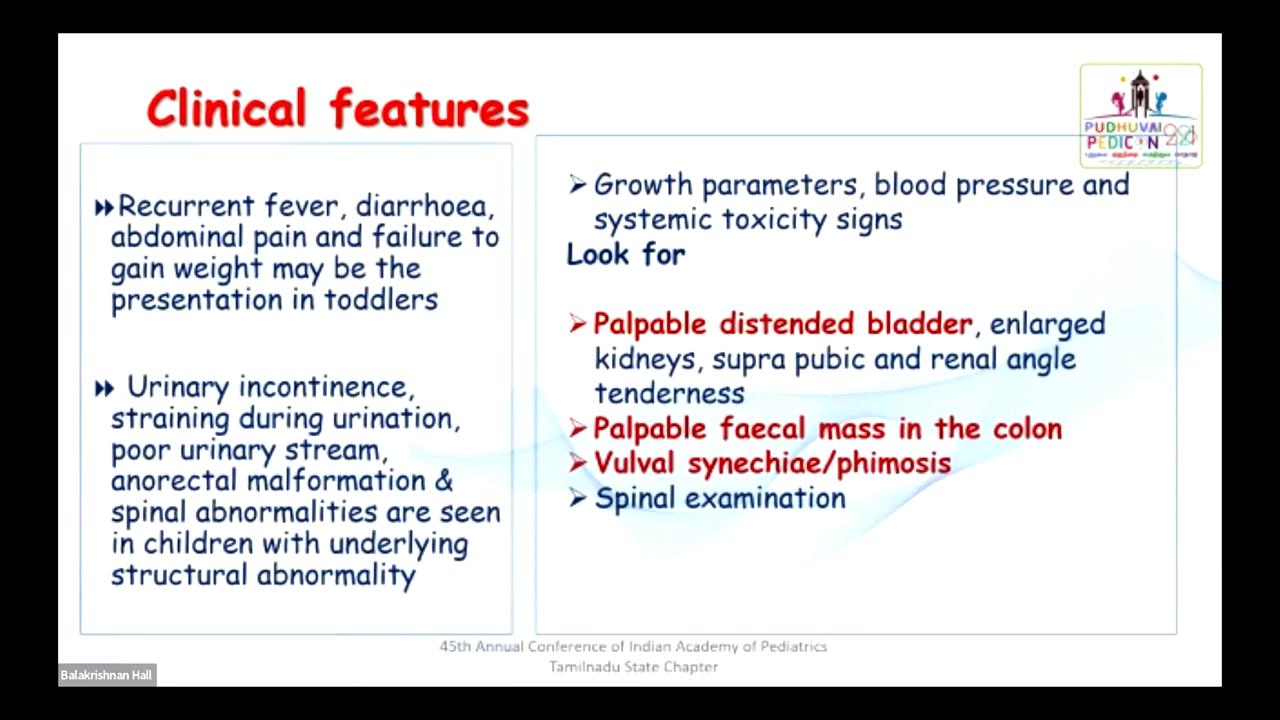 Clinical features
PUDHUVAI
PEDICON
Recurrent fever, diarrhoea,
abdominal pain and failure to
gain weight may be the
presentation in toddlers
Urinary incontinence,
straining during urination,
poor urinary stream,
anorectal malformation &
spinal abnormalities are seen
in children with underlying
structural abnormality
Growth parameters, blood pressure and
systemic toxicity signs
Look for
Palpable distended bladder, enlarged
kidneys, supra pubic and renal angle
tenderness
Palpable faecal mass in the colon
Vulval synechiae/phimosis
Spinal examination
45th Annual Conference of Indian Academy of Pediatrics
Tamilnadu State Chapter
Balakrishnan Hall